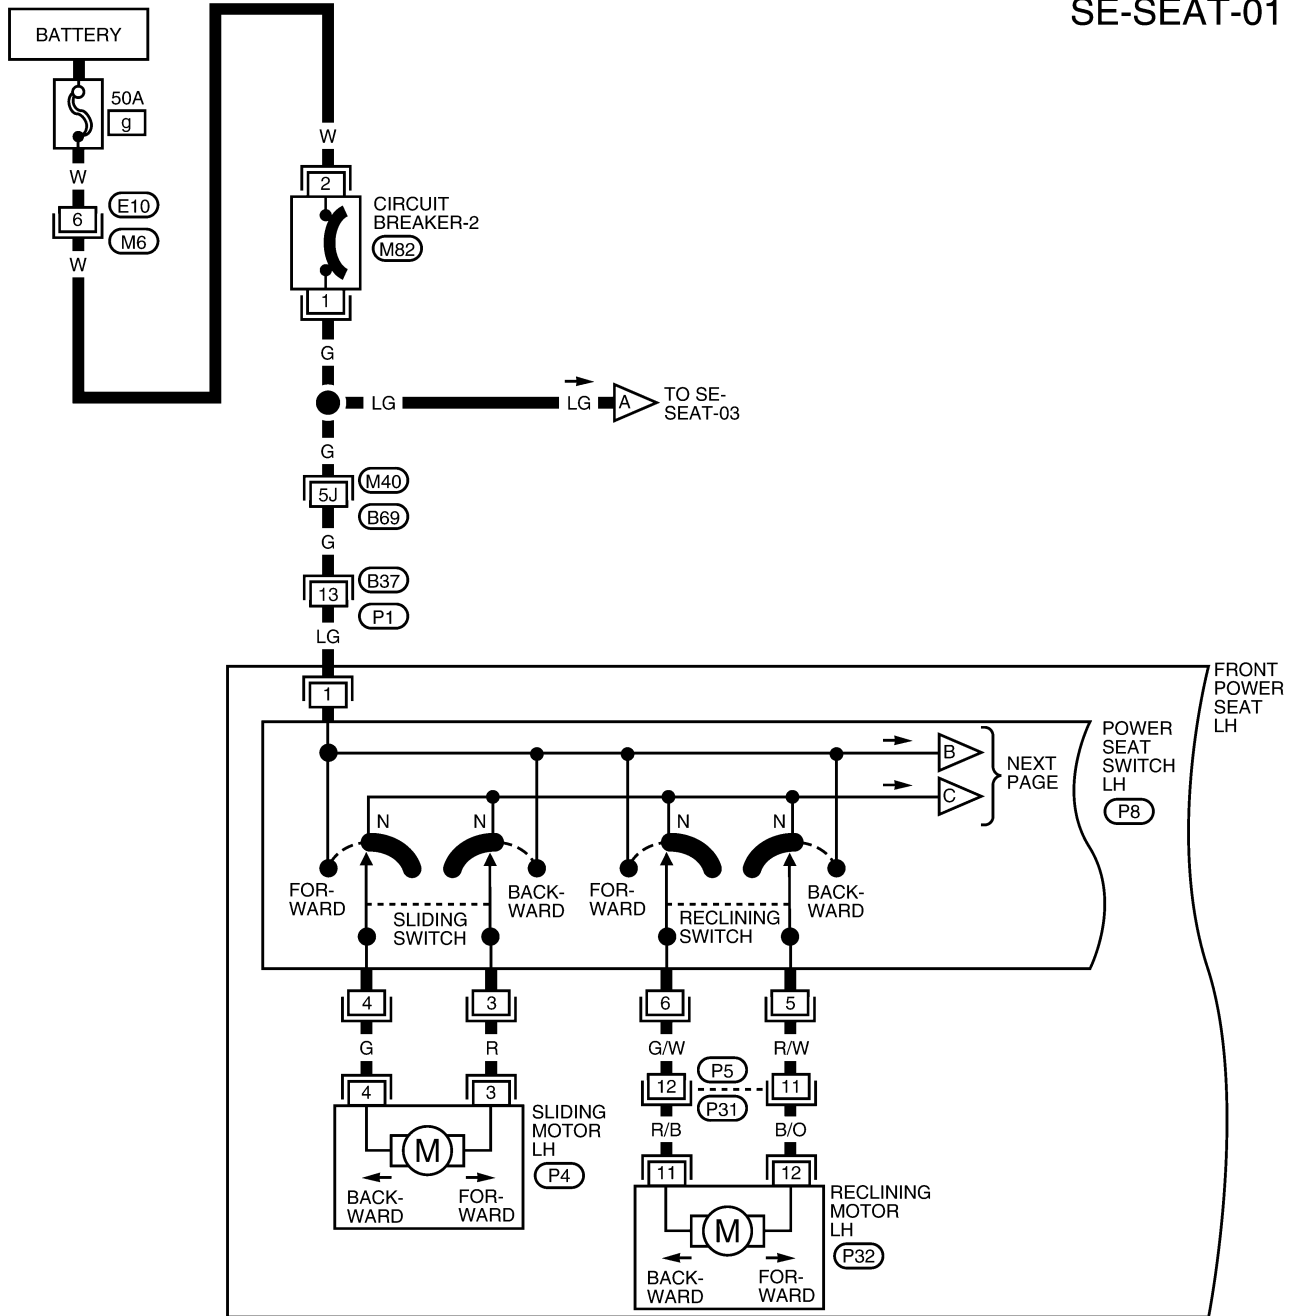 SE-SEAT-01
BATTERY
50A
g
W
6
E10
M6
W
W
2
CIRCUIT
BREAKER-2
M82
1
G
LG
LG
A
TO SE-
SEAT-03
G
5J
M40
B69
G
13
B37
P1
LG
1
FRONT
POWER
SEAT
LH
POWER
SEAT
SWITCH
LH
P8
B
C
NEXT
PAGE
N
N
N
N
FOR-
WARD
BACK-
WARD
FOR-
WARD
BACK-
WARD
SLIDING
SWITCH
RECLINING
SWITCH
4
3
6
5
G
R
G/W
R/W
4
3
12
P5
P31
11
R/B
B/O
M
SLIDING
MOTOR
LH
P4
BACK-
WARD
FOR-
WARD
11
12
M
RECLINING
MOTOR
LH
P32
BACK-
WARD
FOR-
WARD